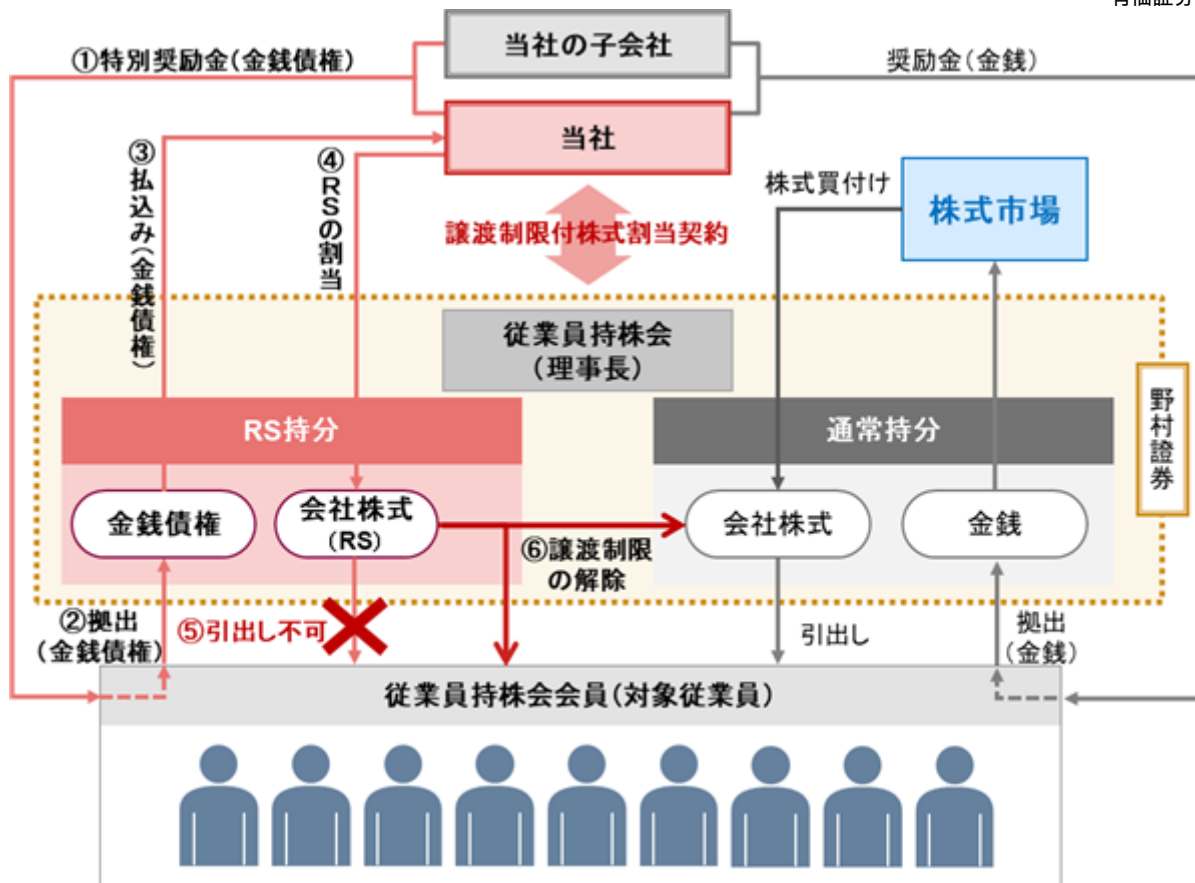 有価証券
当社の子会社
①特別奨励金(金銭債権)
奨励金(金銭)
当社
③払込み(金銭債権)
④RSの割当
株式買付け
株式市場
譲渡制限付株式割当契約
従業員持株会
(理事長)
野村證券
RS持分
通常持分
金銭債権
会社株式
(RS)
会社株式
金銭
⑥譲渡制限
の解除
②拠出
(金銭債権)
⑤引出し不可
引出し
拠出
(金銭)
従業員持株会会員(対象従業員)